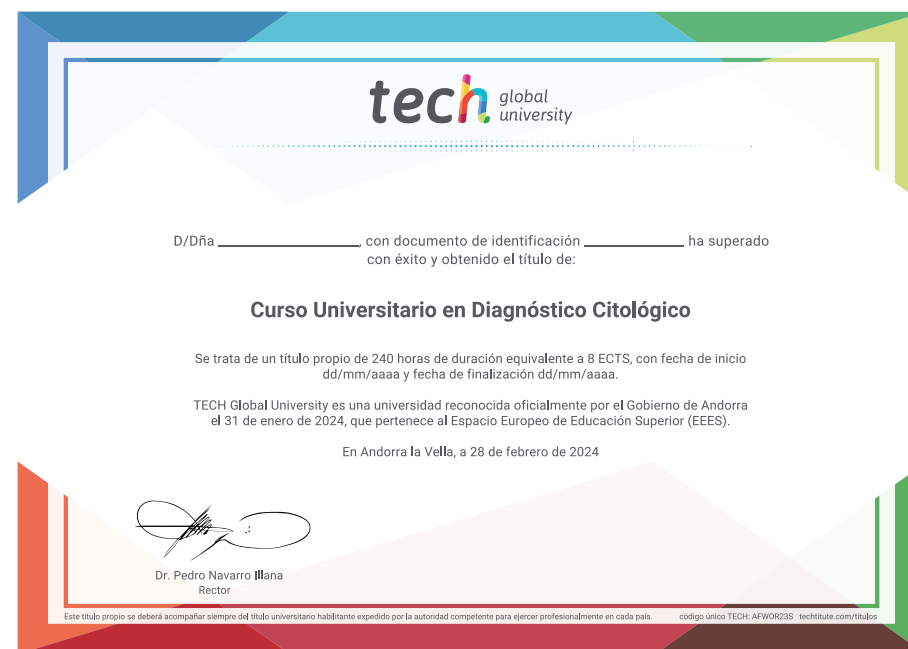 tech global university
D/Dña ____________________, con documento de identificación ______________ ha superado
con éxito y obtenido el título de:
Curso Universitario en Diagnóstico Citológico
Se trata de un título propio de 240 horas de duración equivalente a 8 ECTS, con fecha de inicio
dd/mm/aaaa y fecha de finalización dd/mm/aaaa.
TECH Global University es una universidad reconocida oficialmente por el Gobierno de Andorra
el 31 de enero de 2024, que pertenece al Espacio Europeo de Educación Superior (EEES).
En Andorra la Vella, a 28 de febrero de 2024
Dr. Pedro Navarro Illana
Rector
Este título propio se deberá acompañar siempre del título universitario habilitante expedido por la autoridad competente para ejercer profesionalmente en cada país. código único TECH: AFWOR23S techtitute.com/titulos